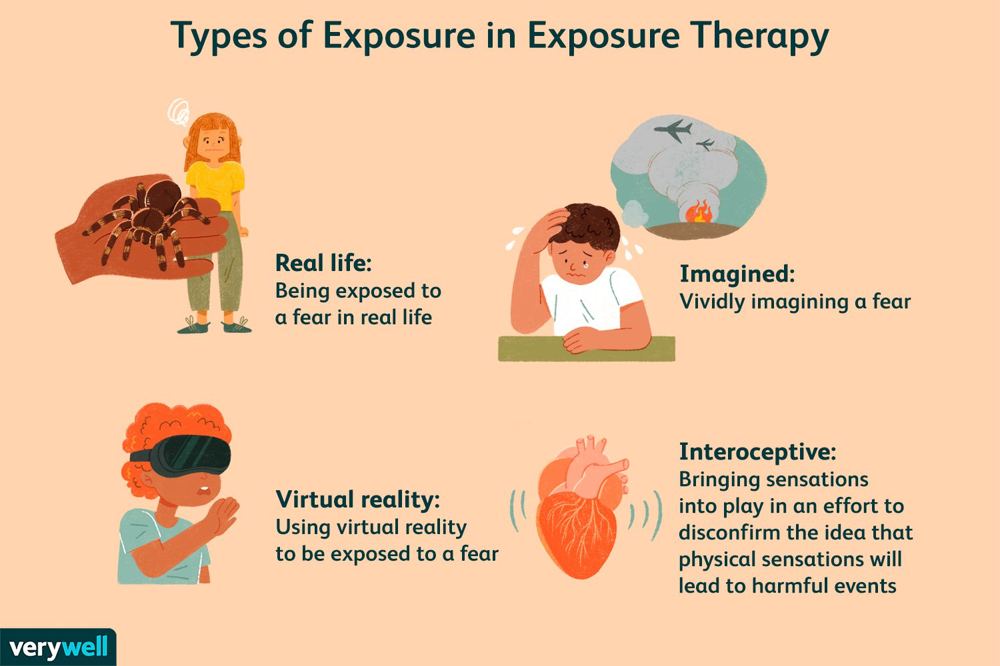 Types of Exposure in Exposure Therapy
Real life:
Being exposed to
a fear in real life
Imagined:
Vividly imagining a fear
Virtual reality:
Using virtual reality
to be exposed to a fear
Interoceptive:
Bringing sensations
into play in an effort to
disconfirm the idea that
physical sensations will
lead to harmful events
verywell